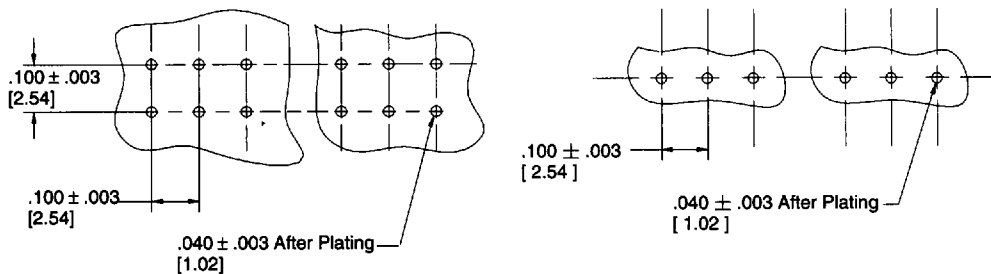 .100 ± .003
[2.54]
.100 ± .003
[2.54]
.040 ± .003 After Plating
[1.02]
.100 ± .003
[ 2.54 ]
.040 ± .003 After Plating
[ 1.02 ]